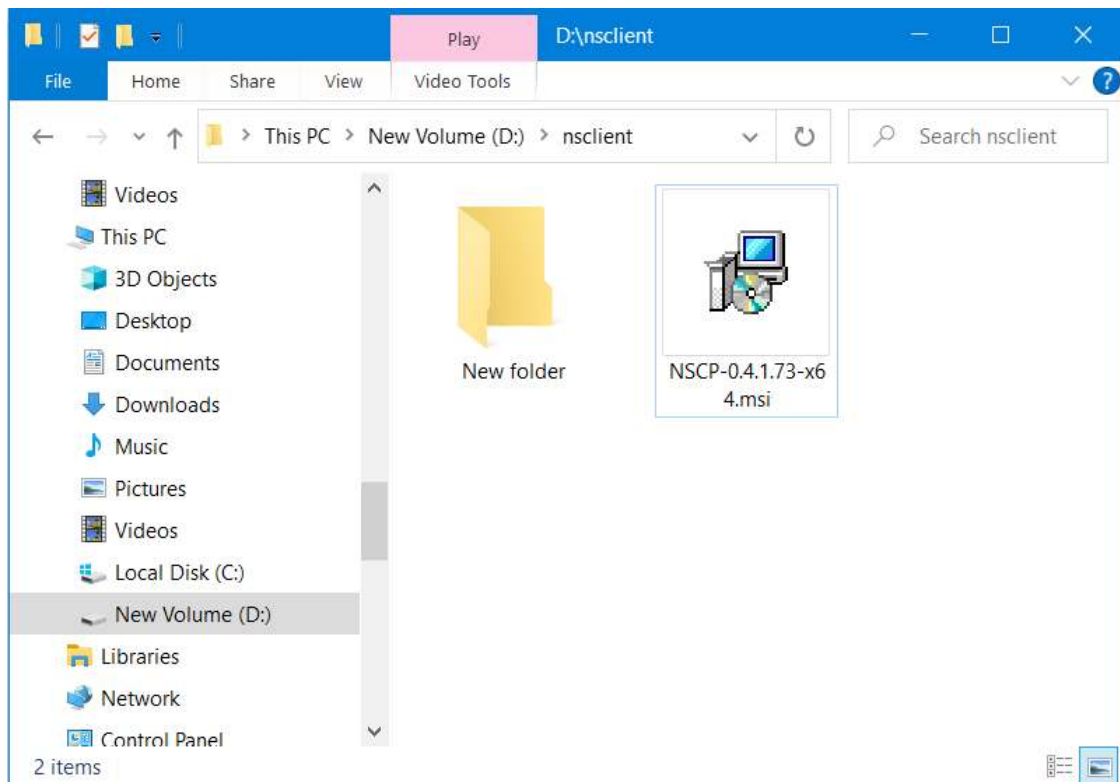 Play
D:\nsclient
File
Home
Share
View
Video Tools
?
> This PC > New Volume (D:) > nsclient
Search nsclient
Videos
This PC
3D Objects
Desktop
Documents
Downloads
Music
Pictures
Videos
Local Disk (C:)
New Volume (D:)
Libraries
Network
Control Panel
New folder
NSCP-0.4.1.73-x6
4.msi
2 items